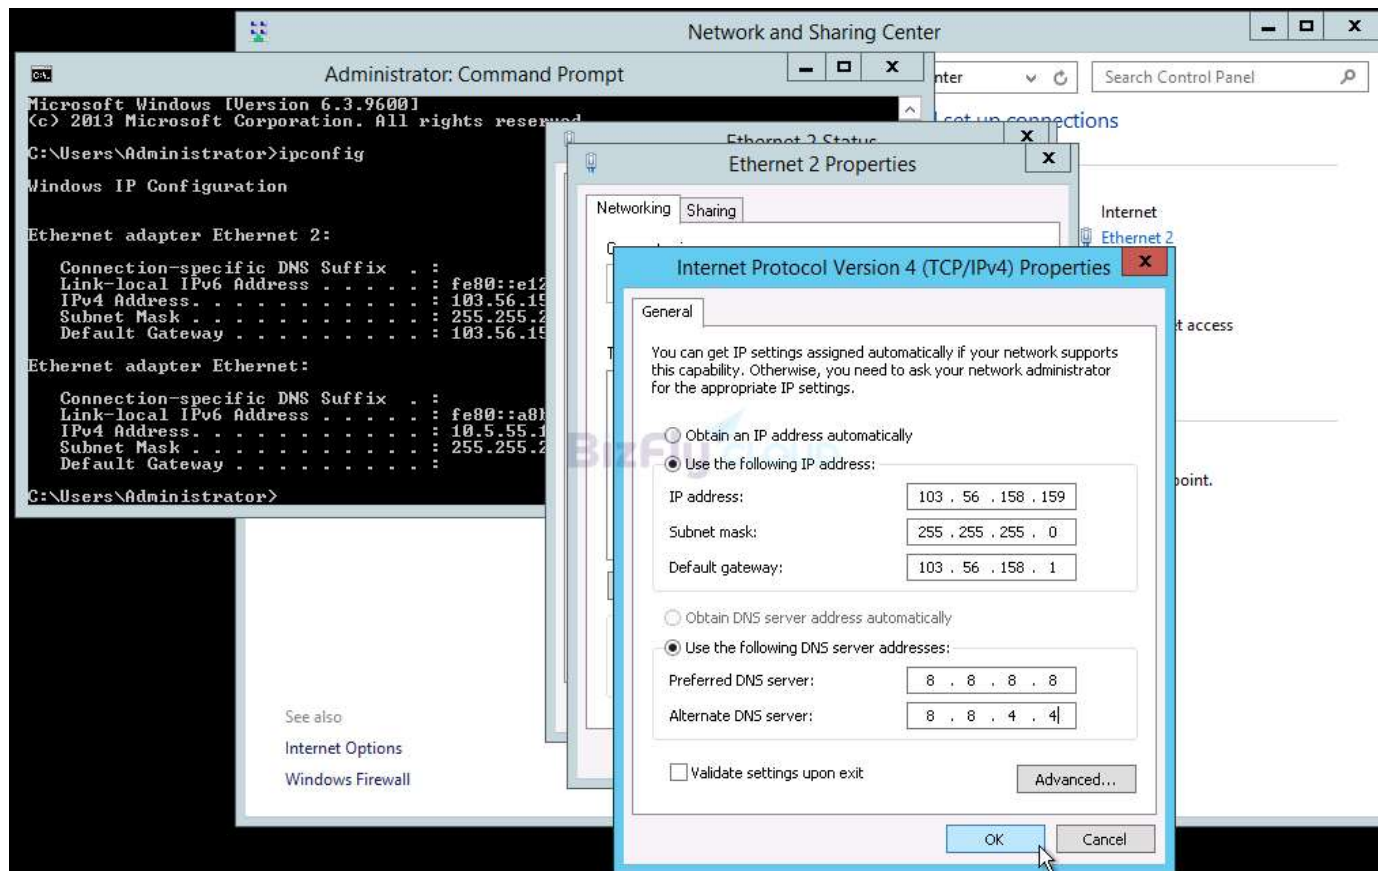 Network and Sharing Center
Administrator: Command Prompt
Search Control Panel
Microsoft Windows [Version 6.3.9600]
(c) 2013 Microsoft Corporation. All rights reserved
connections
C:\Users\Administrator>ipconfig
Windows IP Configuration
Ethernet adapter Ethernet 2:
Connection-specific DNS Suffix . :
Link-local IPv6 Address . . . . . : fe80::e12
IPv4 Address. . . . . . . . . . . : 103.56.15
Subnet Mask . . . . . . . . . . . : 255.255.2
Default Gateway . . . . . . . . . : 103.56.15
Ethernet adapter Ethernet:
Connection-specific DNS Suffix . :
Link-local IPv6 Address . . . . . : fe80::a8
IPv4 Address. . . . . . . . . . . : 10.5.55.1
Subnet Mask . . . . . . . . . . . : 255.255.2
Default Gateway . . . . . . . . . :
C:\Users\Administrator>
Ethernet 2 Status
Ethernet 2 Properties
Networking
Sharing
Internet
Ethernet 2
access
point.
Internet Protocol Version 4 (TCP/IPv4) Properties
General
You can get IP settings assigned automatically if your network supports
this capability. Otherwise, you need to ask your network administrator
for the appropriate IP settings.
Obtain an IP address automatically
Use the following IP address:
IP address: 103 . 56 . 158 . 159
Subnet mask: 255 . 255 . 255 . 0
Default gateway: 103 . 56 . 158 . 1
Obtain DNS server address automatically
Use the following DNS server addresses:
Preferred DNS server: 8 . 8 . 8 . 8
Alternate DNS server: 8 . 8 . 4 . 4
Validate settings upon exit
Advanced...
OK
Cancel
See also
Internet Options
Windows Firewall
BizFly CLOUD